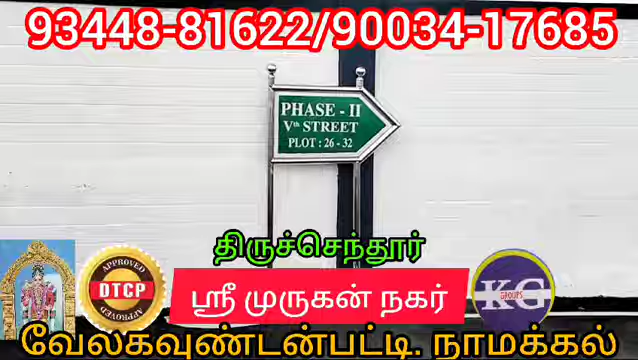 93448-81622/90034-17685
PHASE - II
Vth STREET
PLOT : 26 - 32
திருச்செந்தூர்
APPROVED
DTCP
APPROVED
ஸ்ரீ முருகன் நகர்
KG
GROUPS
வேலகவுண்டன்பட்டி. நாமக்கல்